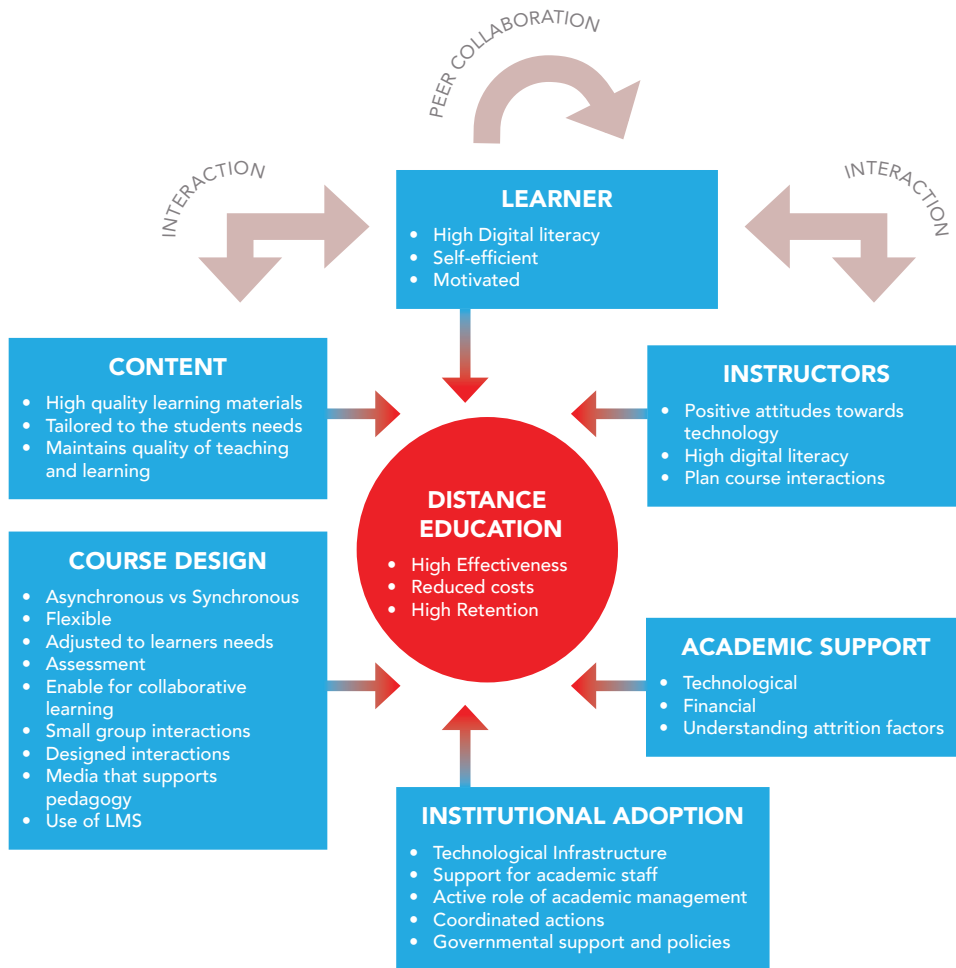 PEER COLLABORATION
INTERACTION
INTERACTION
LEARNER
• High Digital literacy
• Self-efficient
• Motivated
CONTENT
• High quality learning materials
• Tailored to the students needs
• Maintains quality of teaching
and learning
INSTRUCTORS
• Positive attitudes towards
technology
• High digital literacy
• Plan course interactions
DISTANCE
EDUCATION
• High Effectiveness
• Reduced costs
• High Retention
COURSE DESIGN
• Asynchronous vs Synchronous
• Flexible
• Adjusted to learners needs
• Assessment
• Enable for collaborative
learning
• Small group interactions
• Designed interactions
• Media that supports
pedagogy
• Use of LMS
ACADEMIC SUPPORT
• Technological
• Financial
• Understanding attrition factors
INSTITUTIONAL ADOPTION
• Technological Infrastructure
• Support for academic staff
• Active role of academic management
• Coordinated actions
• Governmental support and policies